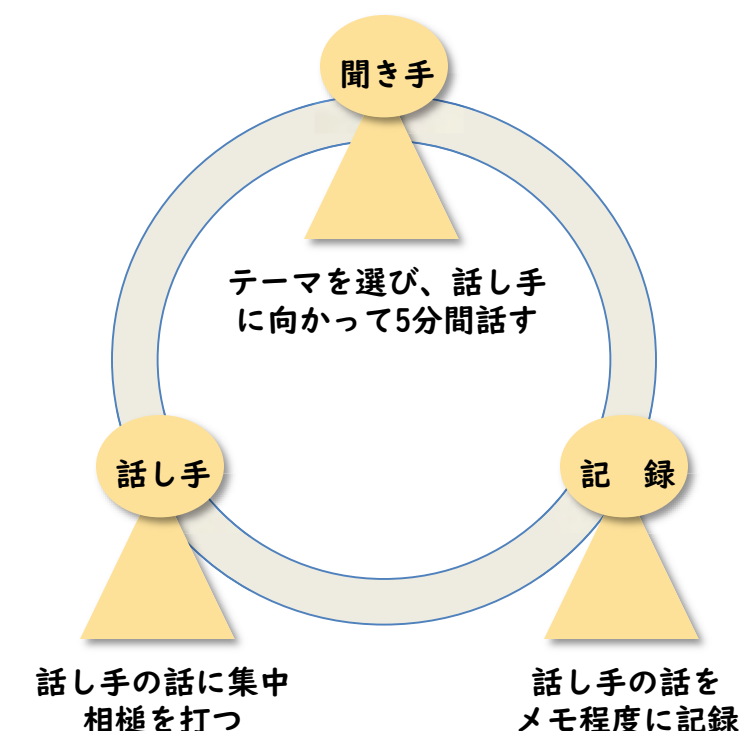 聞き手
テーマを選び、話し手
に向かって5分間話す
話し手
記　録
話し手の話に集中
相槌を打つ
話し手の話を
メモ程度に記録